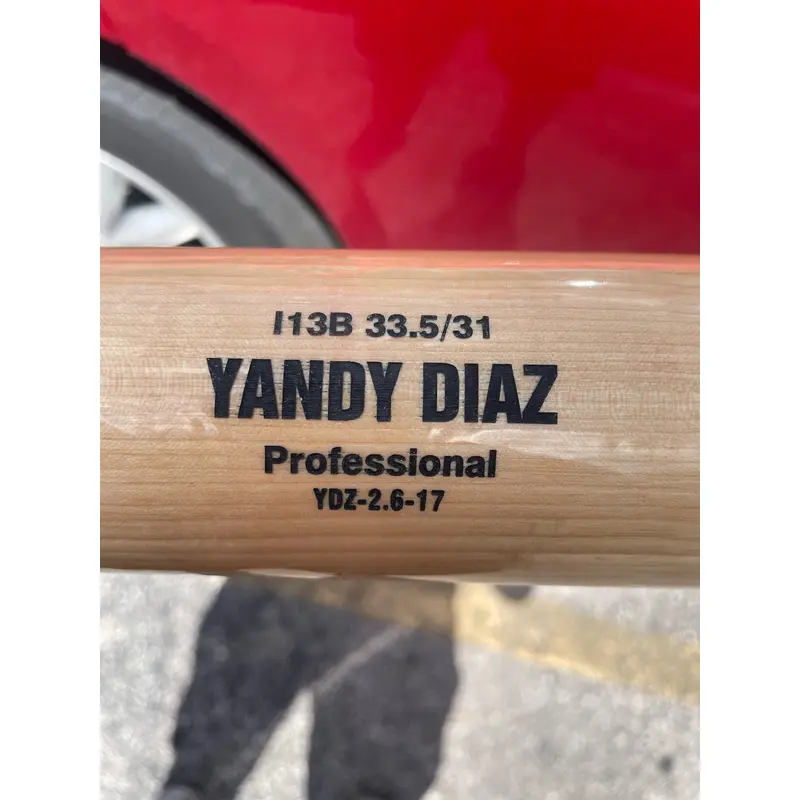 I13B 33.5/31
YANDY DIAZ
Professional
YDZ-2.6-17